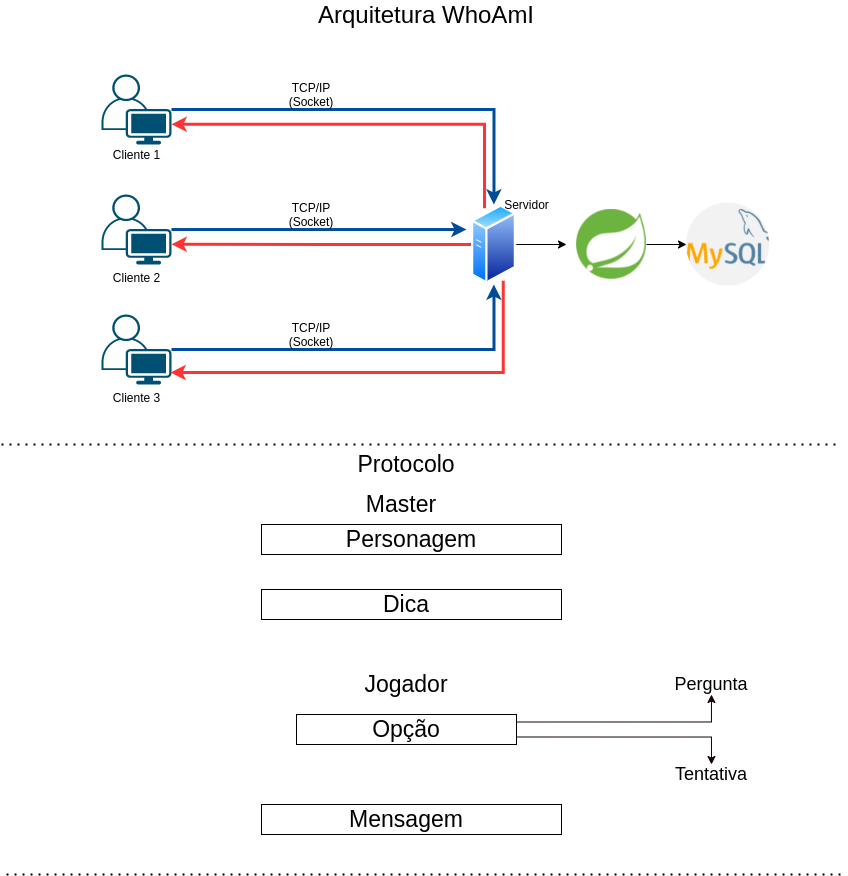 Arquitetura WhoAmI
TCP/IP
(Socket)
Cliente 1
TCP/IP
(Socket)
Servidor
Cliente 2
MySQL
TCP/IP
(Socket)
Cliente 3
Protocolo
Master
Personagem
Dica
Jogador
Pergunta
Opção
Tentativa
Mensagem